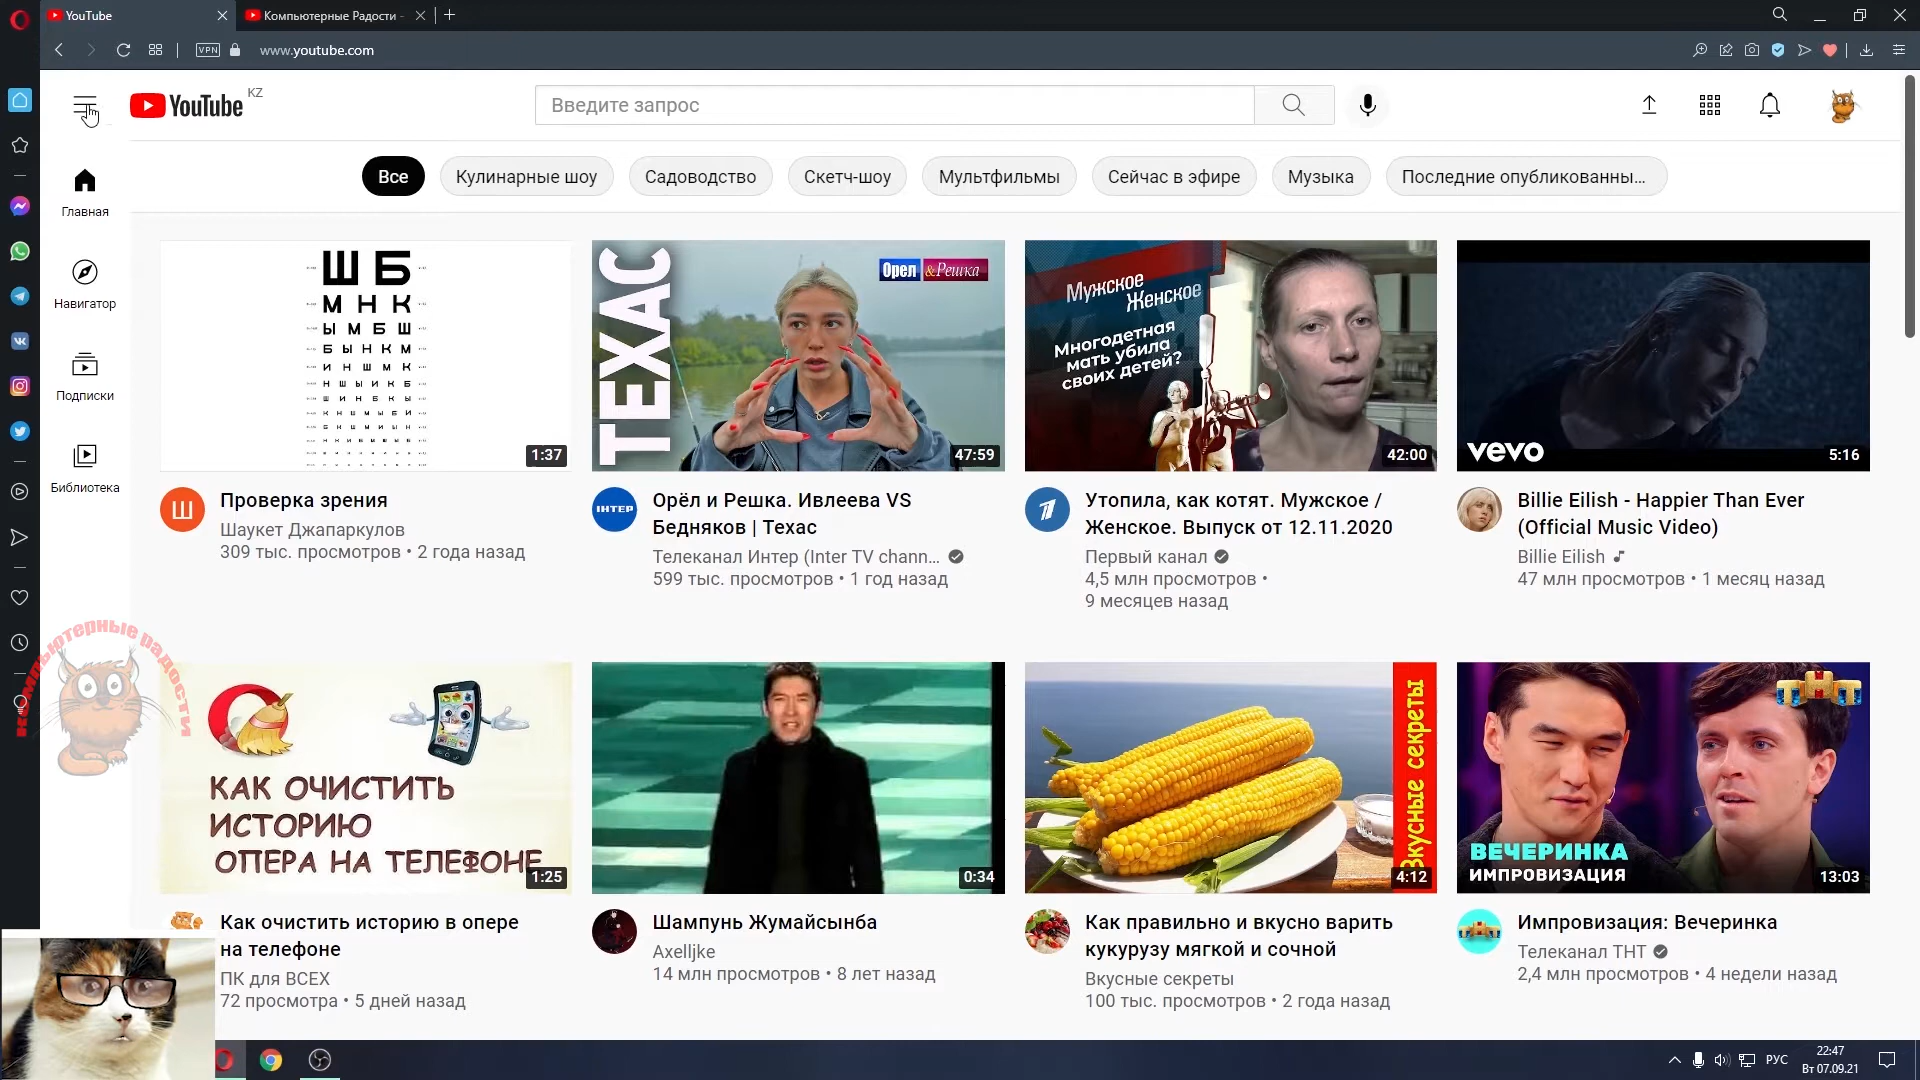 YouTube
Компьютерные Радости -
VPN
www.youtube.com
YouTube KZ
Введите запрос
Все
Кулинарные шоу
Садоводство
Скетч-шоу
Мультфильмы
Сейчас в эфире
Музыка
Последние опубликованны...
Главная
Навигатор
Подписки
Библиотека
Ш Б
М Н К
Ы М Б Ш
Б Ы Н К М
И Н Ш М К
Н Ш Ы И К Б
Ш И Н Б К Ы
1:37
ТЕХАС
Орел &Решка
47:59
Мужское
Женское
Многодетная
мать убила
своих детей?
42:00
vevo
5:16
Ш
Проверка зрения
Шаукет Джапаркулов
309 тыс. просмотров • 2 года назад
ІНТЕР
Орёл и Решка. Ивлеева VS
Бедняков | Техас
Телеканал Интер (Inter TV chann...
599 тыс. просмотров • 1 год назад
Утопила, как котят. Мужское /
Женское. Выпуск от 12.11.2020
Первый канал
4,5 млн просмотров •
9 месяцев назад
Billie Eilish - Happier Than Ever
(Official Music Video)
Billie Eilish
47 млн просмотров • 1 месяц назад
компьютерные радости
КАК ОЧИСТИТЬ
ИСТОРИЮ
ОПЕРА НА ТЕЛЕФОНЕ
1:25
0:34
Вкусные секреты
4:12
ВЕЧЕРИНКА
ИМПРОВИЗАЦИЯ
13:03
Как очистить историю в опере
на телефоне
ПК для ВСЕХ
72 просмотра • 5 дней назад
Шампунь Жумайсынба
Axelljke
14 млн просмотров • 8 лет назад
Как правильно и вкусно варить
кукурузу мягкой и сочной
Вкусные секреты
100 тыс. просмотров • 2 года назад
Импровизация: Вечеринка
Телеканал ТНТ
2,4 млн просмотров • 4 недели назад
РУС
22:47
Вт 07.09.21